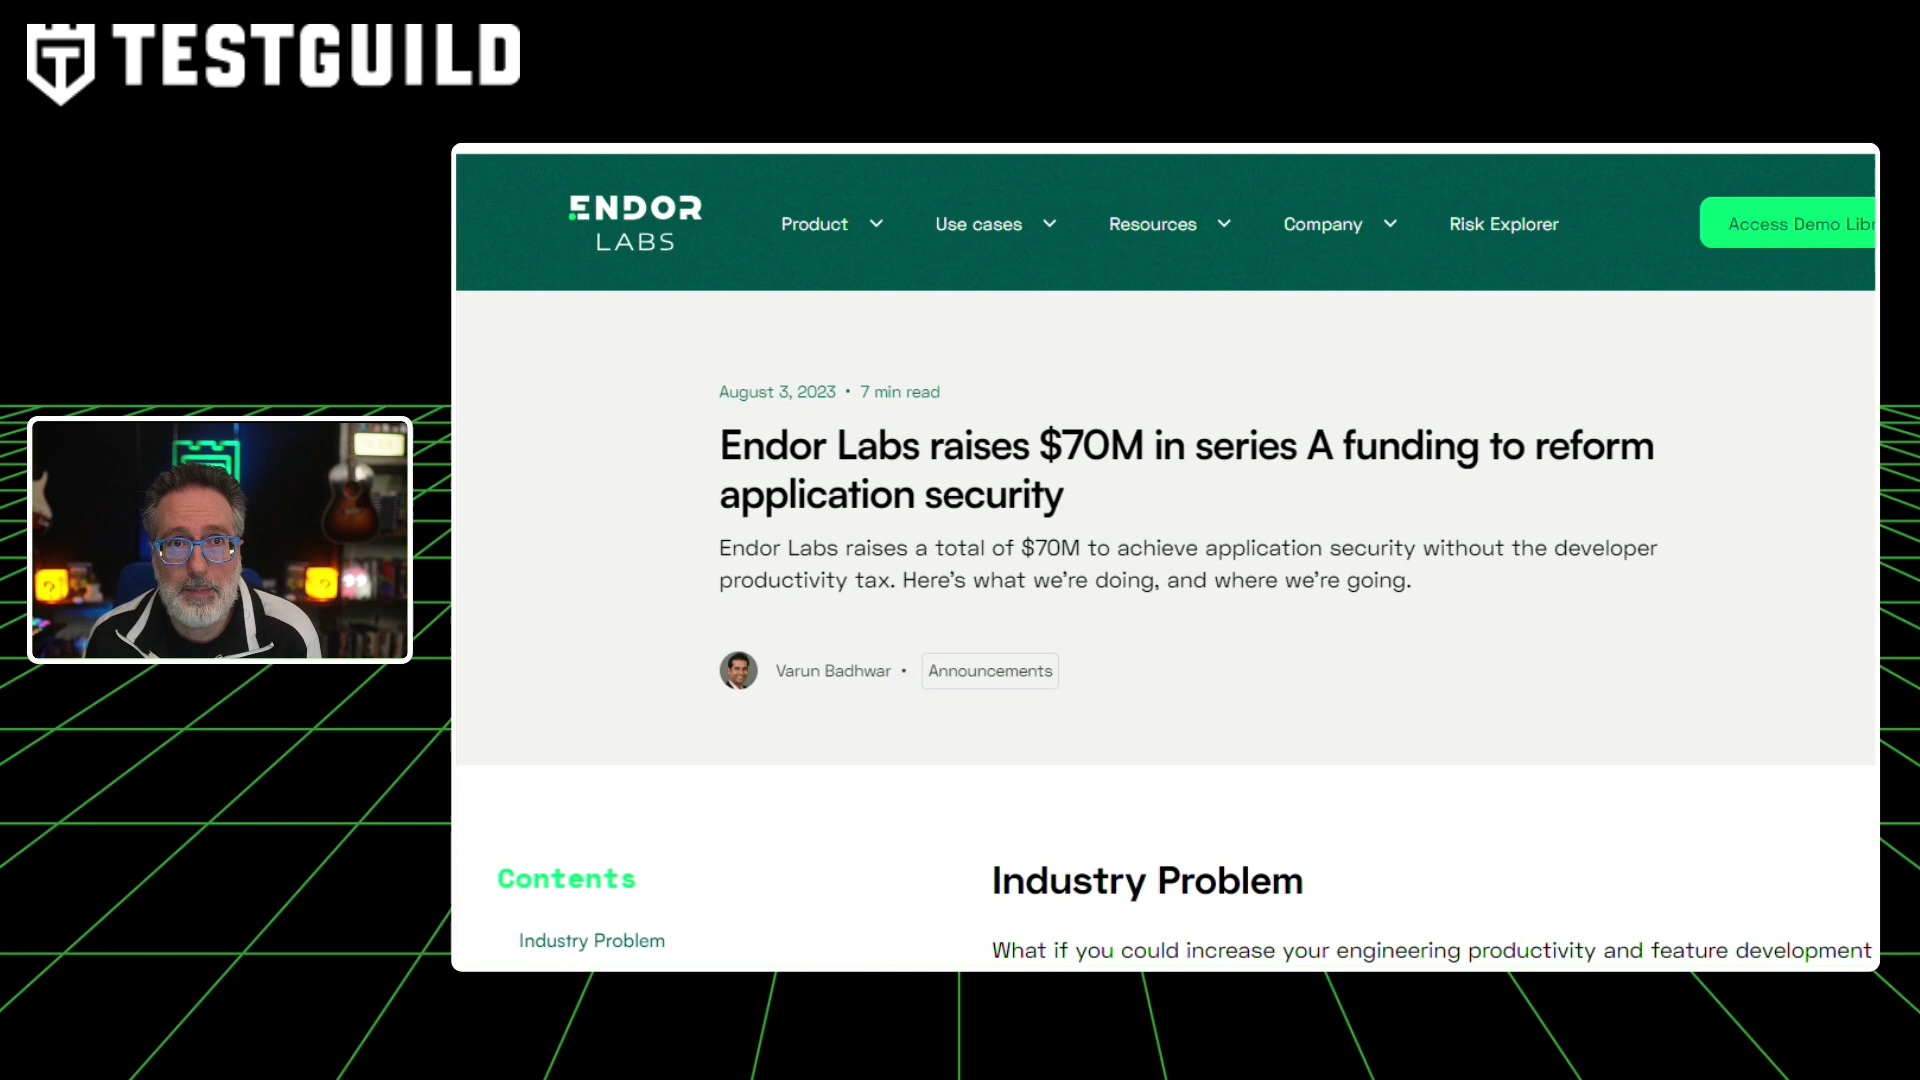 TESTGUILD
ENDOR
LABS
Product
Use cases
Resources
Company
Risk Explorer
Access Demo Libr
August 3, 2023 • 7 min read
Endor Labs raises $70M in series A funding to reform
application security
Endor Labs raises a total of $70M to achieve application security without the developer
productivity tax. Here’s what we’re doing, and where we’re going.
Varun Badhwar •
Announcements
Contents
Industry Problem
Industry Problem
What if you could increase your engineering productivity and feature development